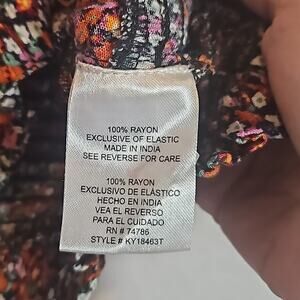 100% RAYON
EXCLUSIVE OF ELASTIC
MADE IN INDIA
SEE REVERSE FOR CARE
100% RAYON
EXCLUSIVO DE ELÁSTICO
HECHO EN INDIA
VEA EL REVERSO
PARA EL CUIDADO
RN # 74786
STYLE # KY18463T